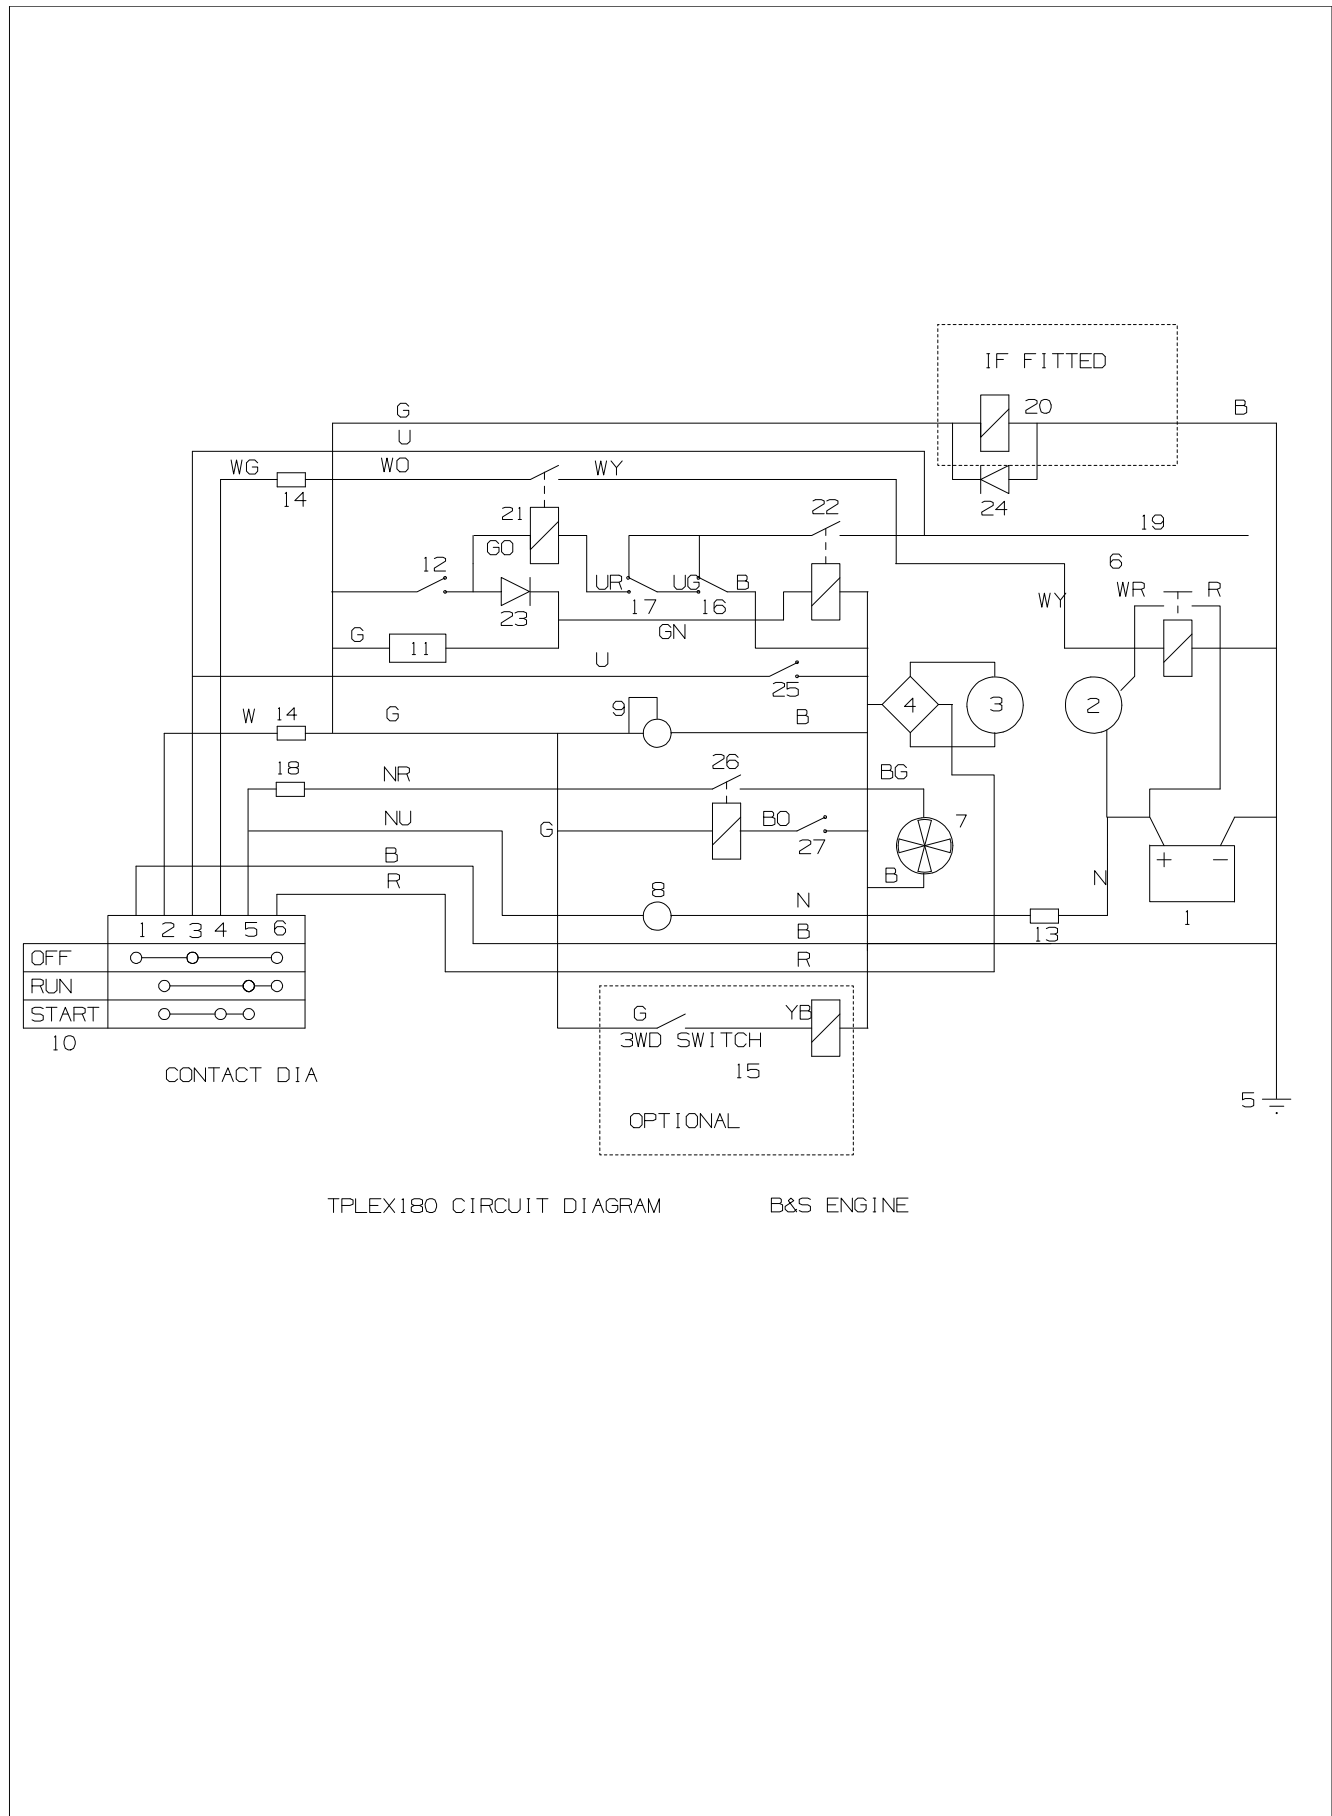 IF FITTED
20
G
B
U
WG
WO
WY
14
24
22
21
19
GO
12
6
UR
UG
B
WR
R
WY
17
16
23
G
11
GN
U
25
4
3
2
9
W
14
G
B
18
NR
26
BG
NU
G
BO
7
27
B
B
R
8
N
N
+ −
1
1 2 3 4 5 6
B
13
OFF
R
RUN
START
G
YB
10
3WD SWITCH
15
CONTACT DIA
5
OPTIONAL
TPLEX180 CIRCUIT DIAGRAM
B&S ENGINE